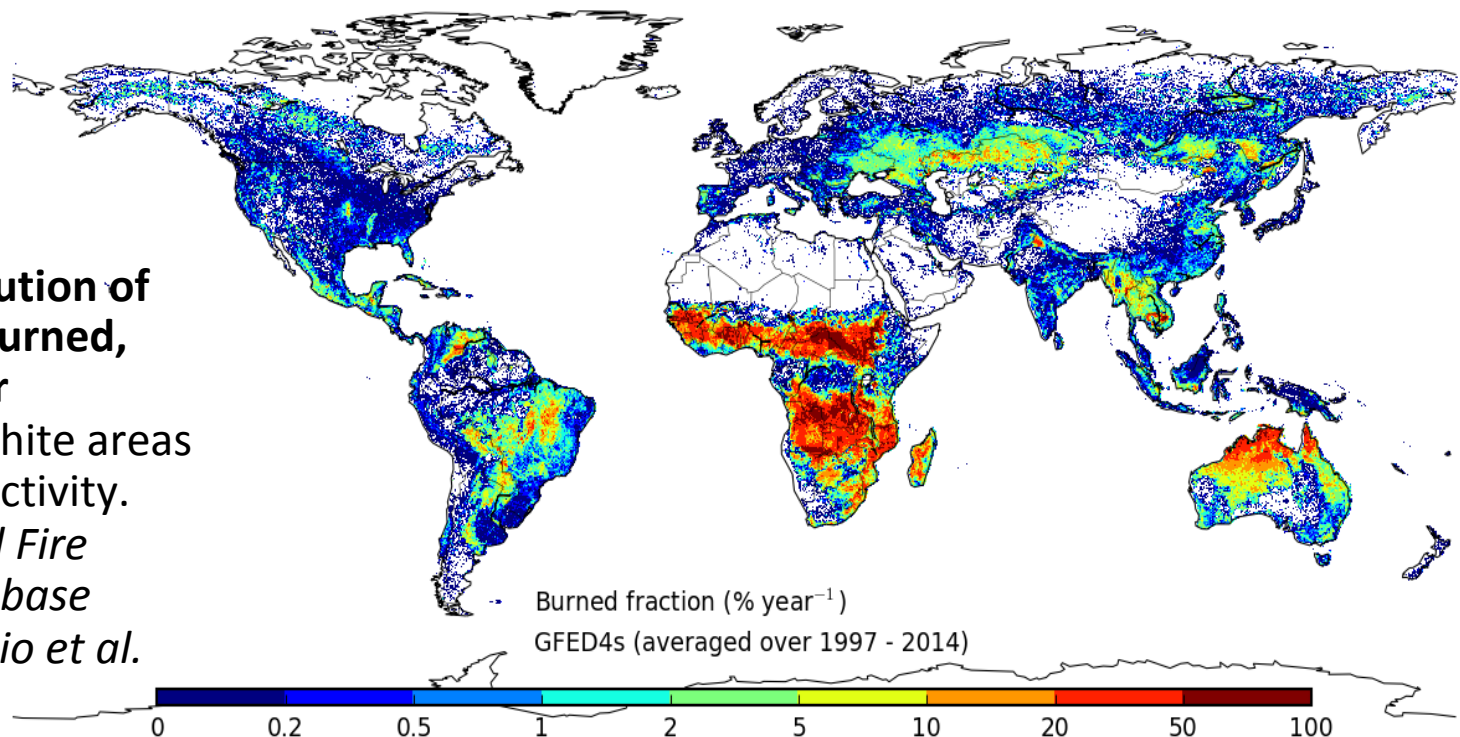 ution of
urned,
r
hite areas
ctivity.
l Fire
base
io et al.
Burned fraction (% year⁻¹)
GFED4s (averaged over 1997 - 2014)
0 0.2 0.5 1 2 5 10 20 50 100